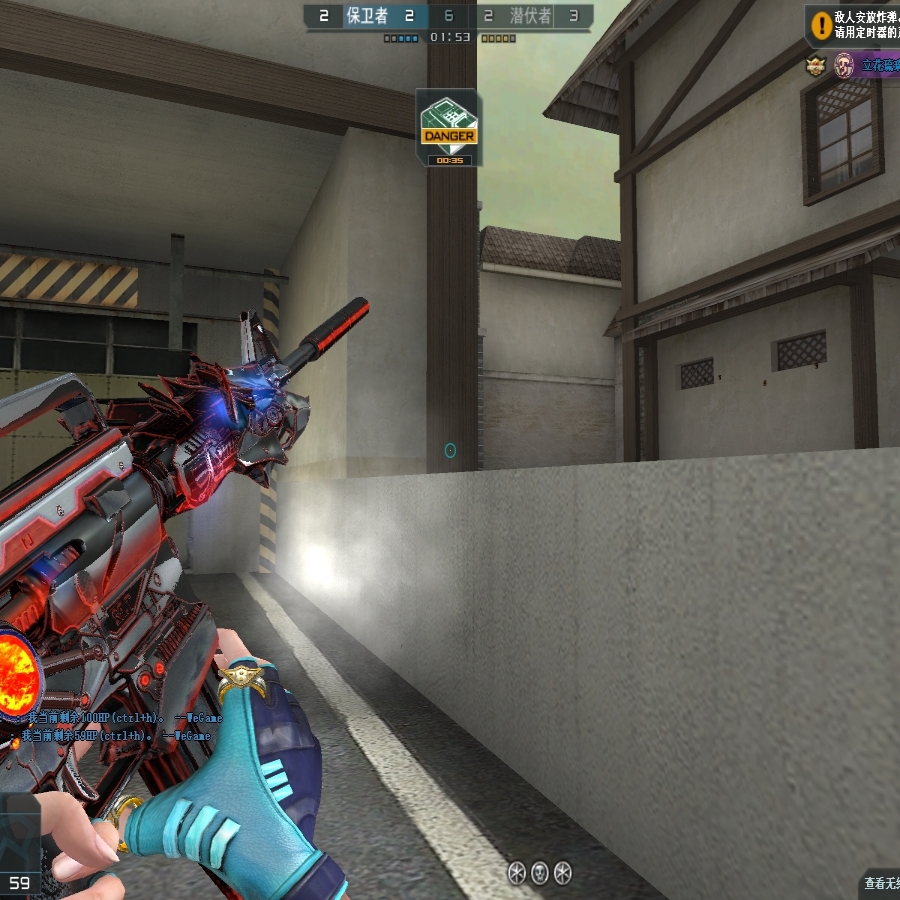 2 保卫者 2 6 2 潜伏者 3
01:53
敌人安放炸弹
请用定时器的
DANGER
00:35
我当前剩余100HP(ctrl+h)。 --WeGame
我当前剩余59HP(ctrl+h)。 --WeGame
59
查看无